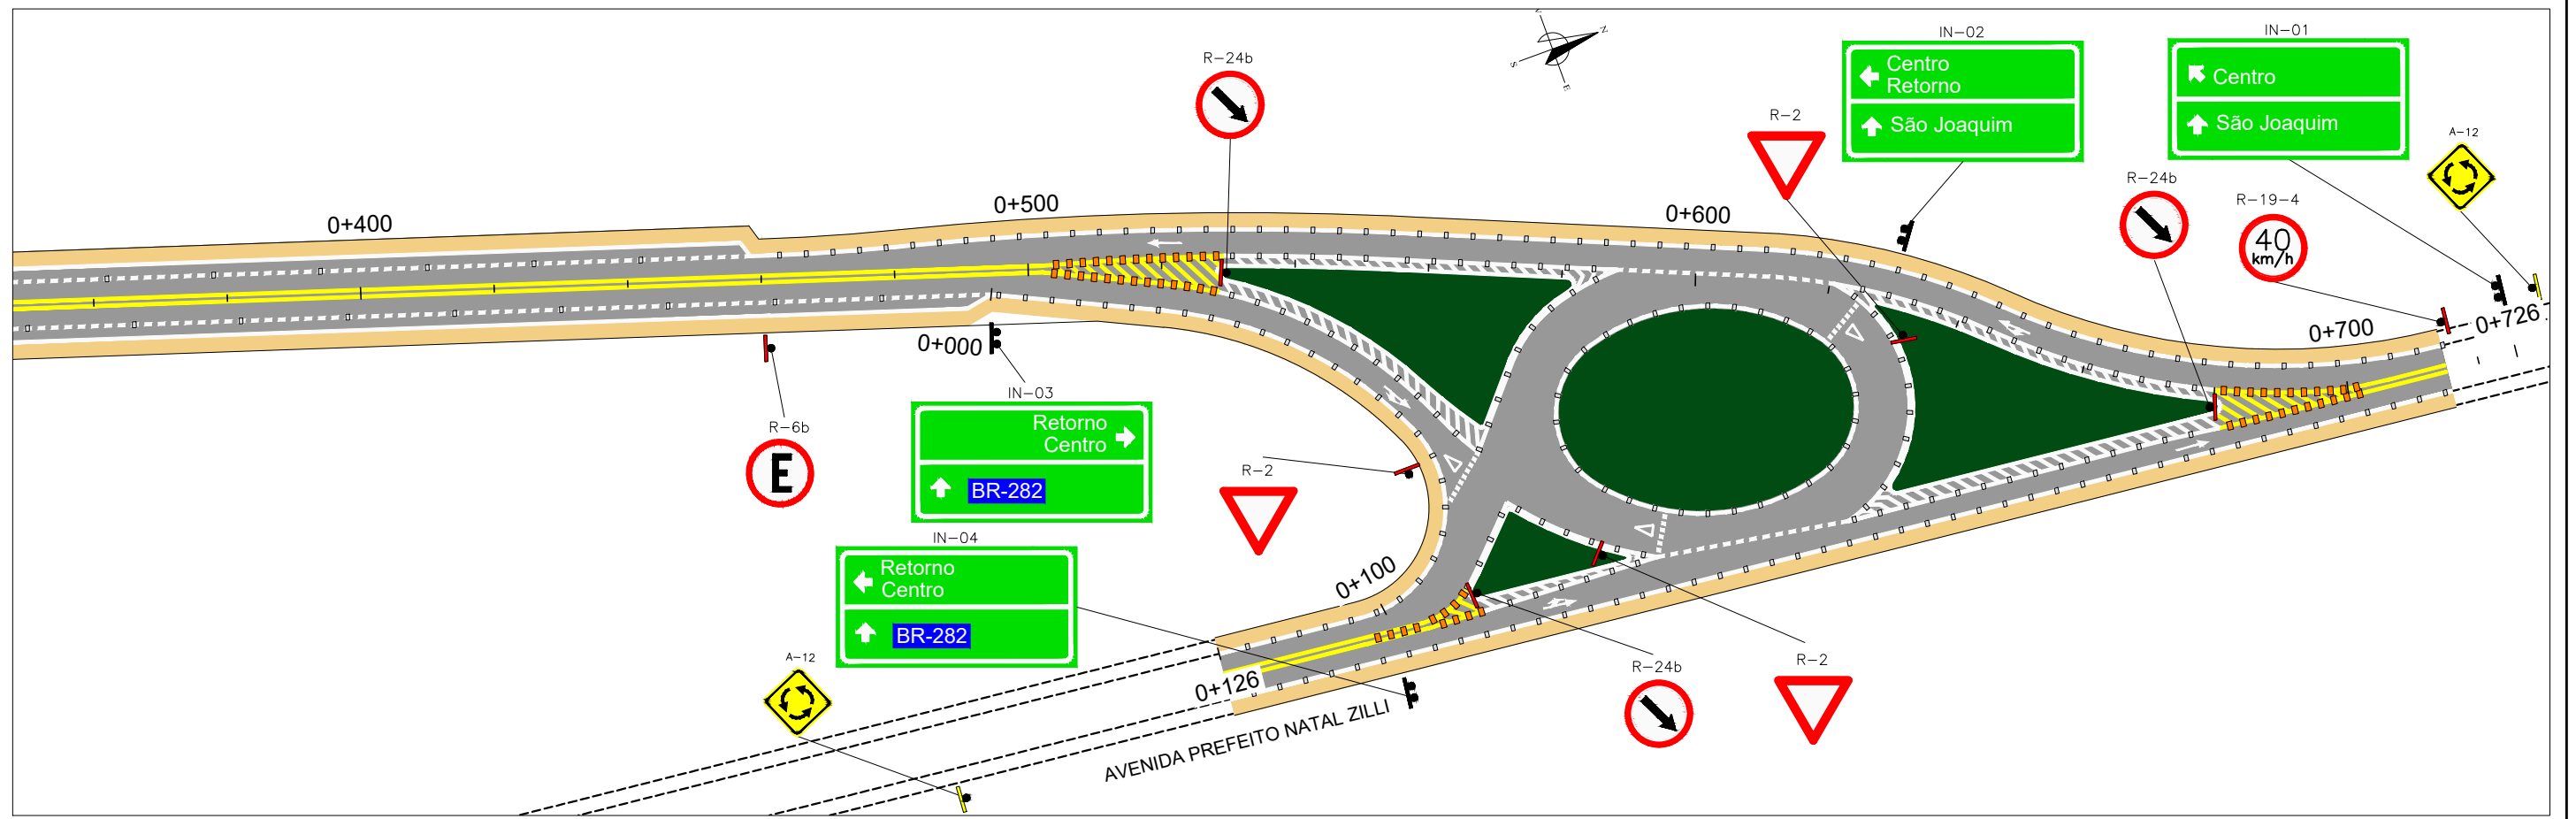 IN-02
Centro
Retorno
São Joaquim
IN-01
Centro
São Joaquim
A-12
R-24b
R-2
R-24b
R-19-4
40
km/h
N
S
E
0+400
0+500
0+600
0+700
0+726
0+000
IN-03
Retorno
Centro
BR-282
R-6b
E
R-2
IN-04
Retorno
Centro
BR-282
0+100
A-12
0+126
AVENIDA PREFEITO NATAL ZILLI
R-24b
R-2